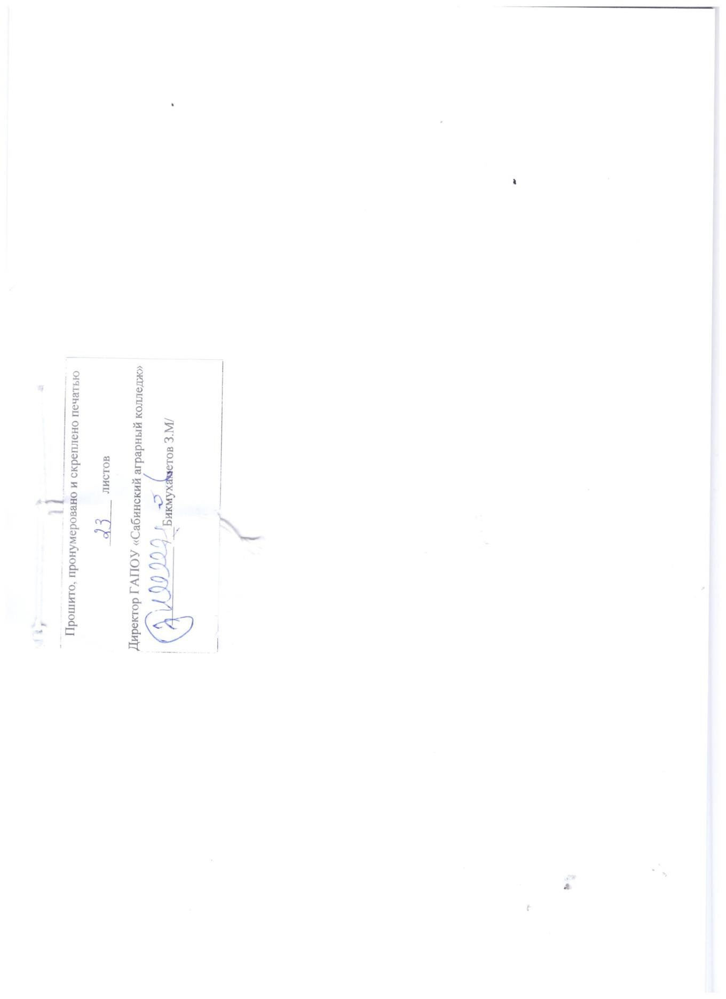 Прошито, пронумеровано и скреплено печатью
23 листов
Директор ГАПОУ «Сабинский аграрный колледж»
Бикмухаметов З.М/